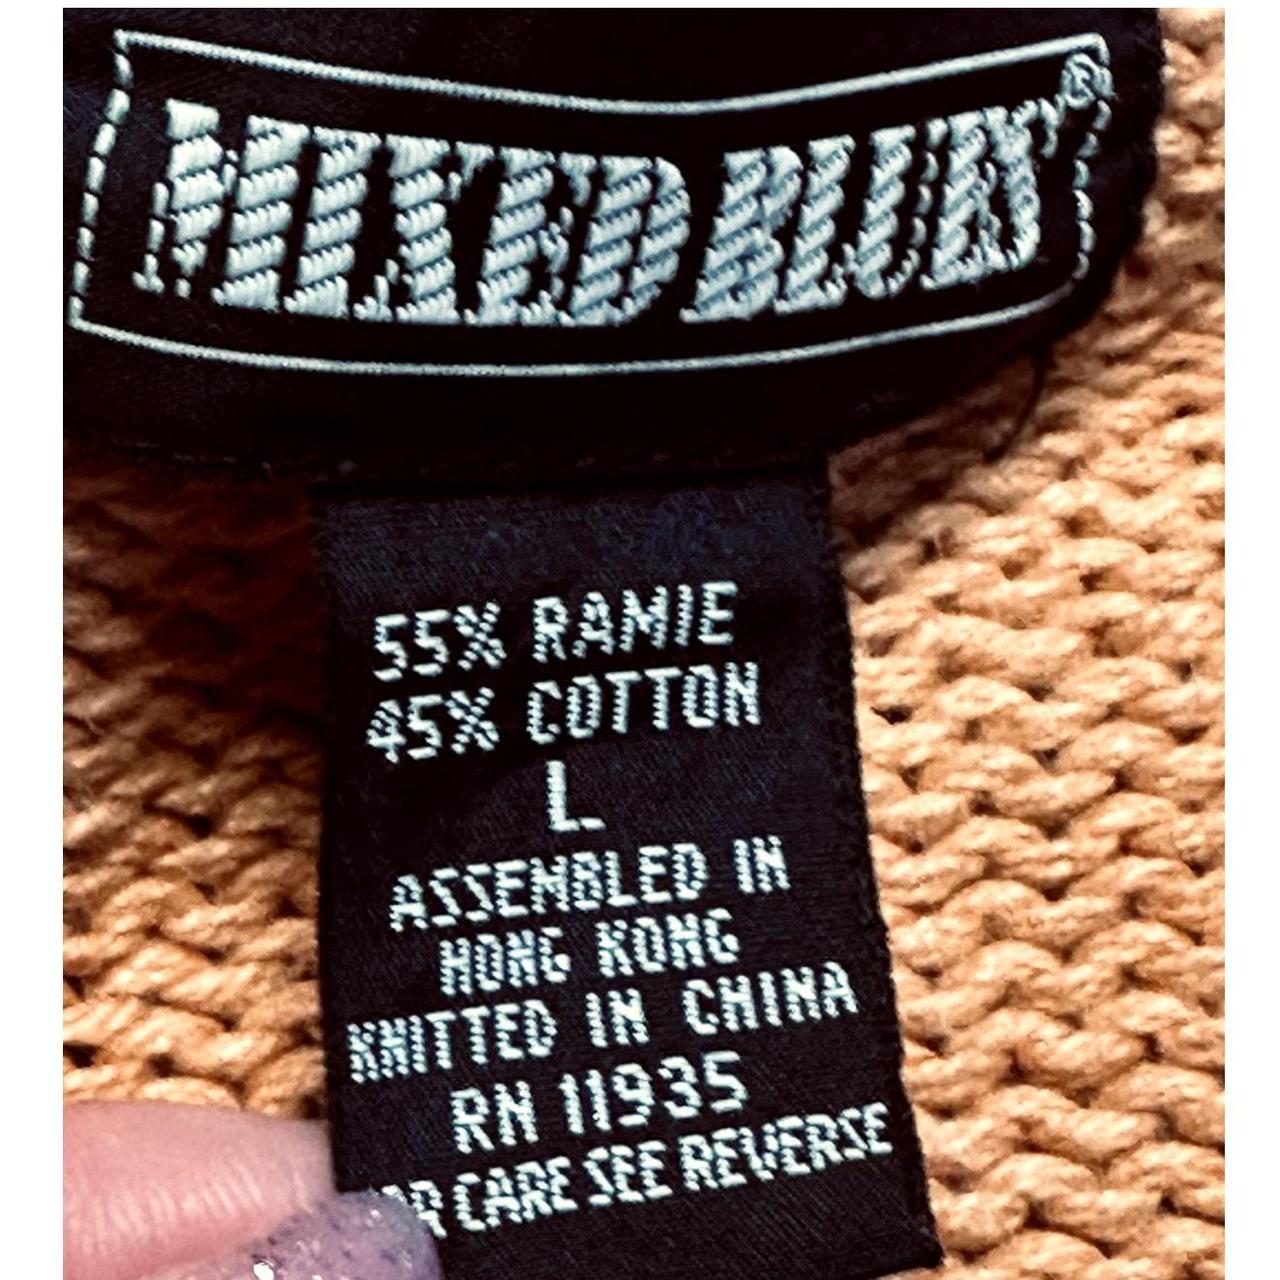 MIXED BLUES®
55% RAMIE
45% COTTON
L
ASSEMBLED IN
HONG KONG
KNITTED IN CHINA
RN 11935
CARE SEE REVERSE